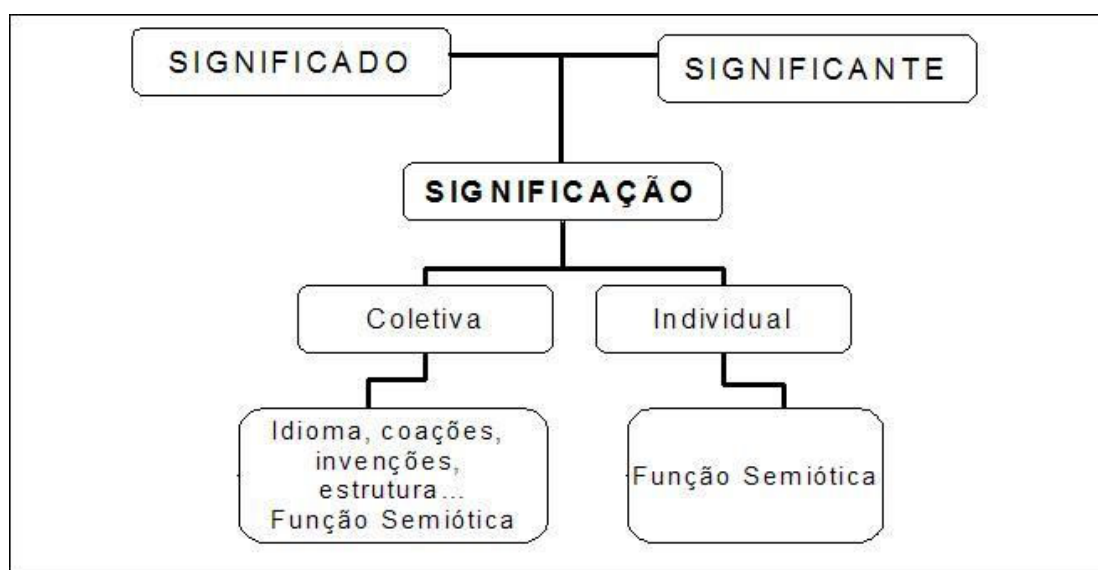 SIGNIFICADO
SIGNIFICANTE
SIGNIFICAÇÃO
Coletiva
Individual
Idioma, coações,
invenções,
estrutura...
Função Semiótica
Função Semiótica